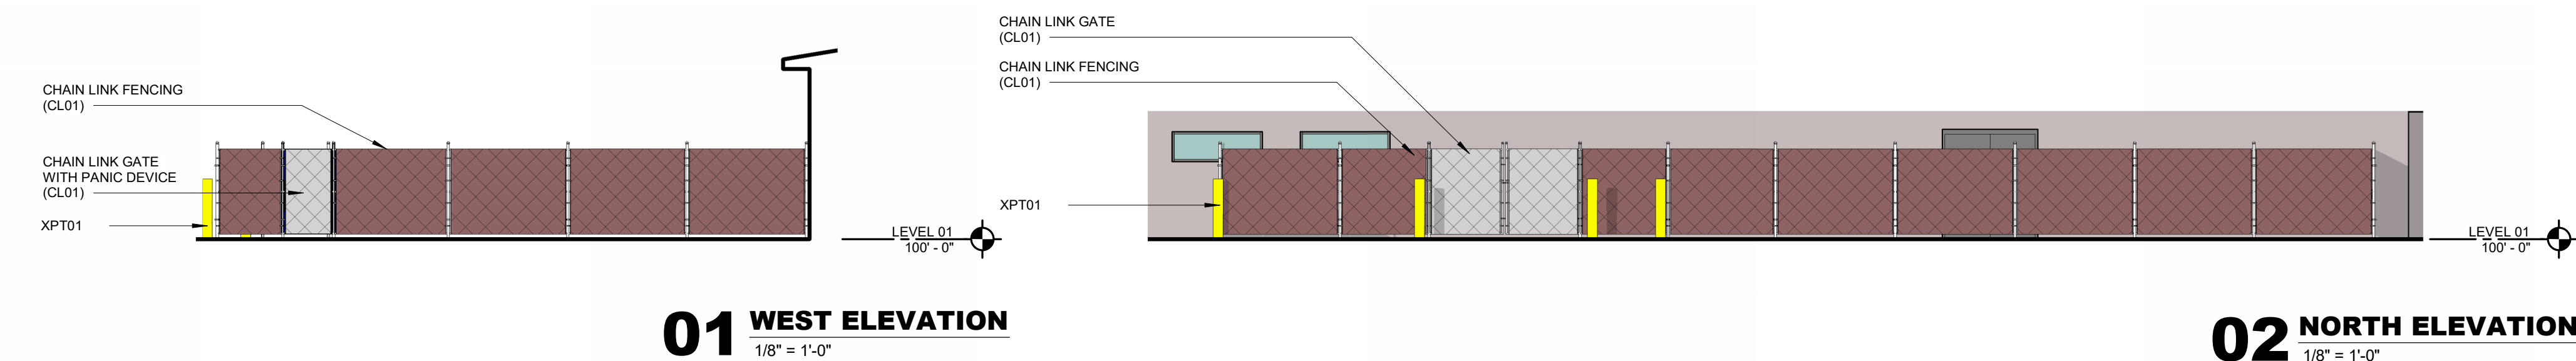 CHAIN LINK FENCING
(CL01)
CHAIN LINK GATE
WITH PANIC DEVICE
(CL01)
XPT01
LEVEL 01
100' - 0"
01 WEST ELEVATION
1/8" = 1'-0"
CHAIN LINK GATE
(CL01)
CHAIN LINK FENCING
(CL01)
XPT01
LEVEL 01
100' - 0"
02 NORTH ELEVATION
1/8" = 1'-0"